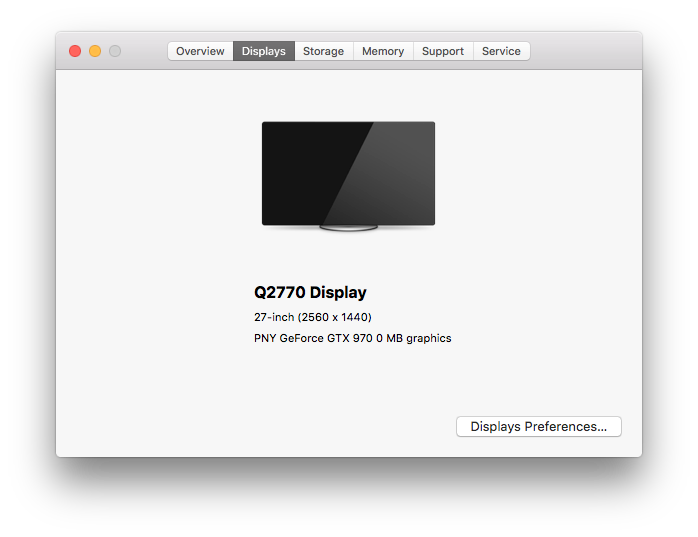 Overview Displays Storage Memory Support Service
Q2770 Display
27-inch (2560 x 1440)
PNY GeForce GTX 970 0 MB graphics
Displays Preferences...